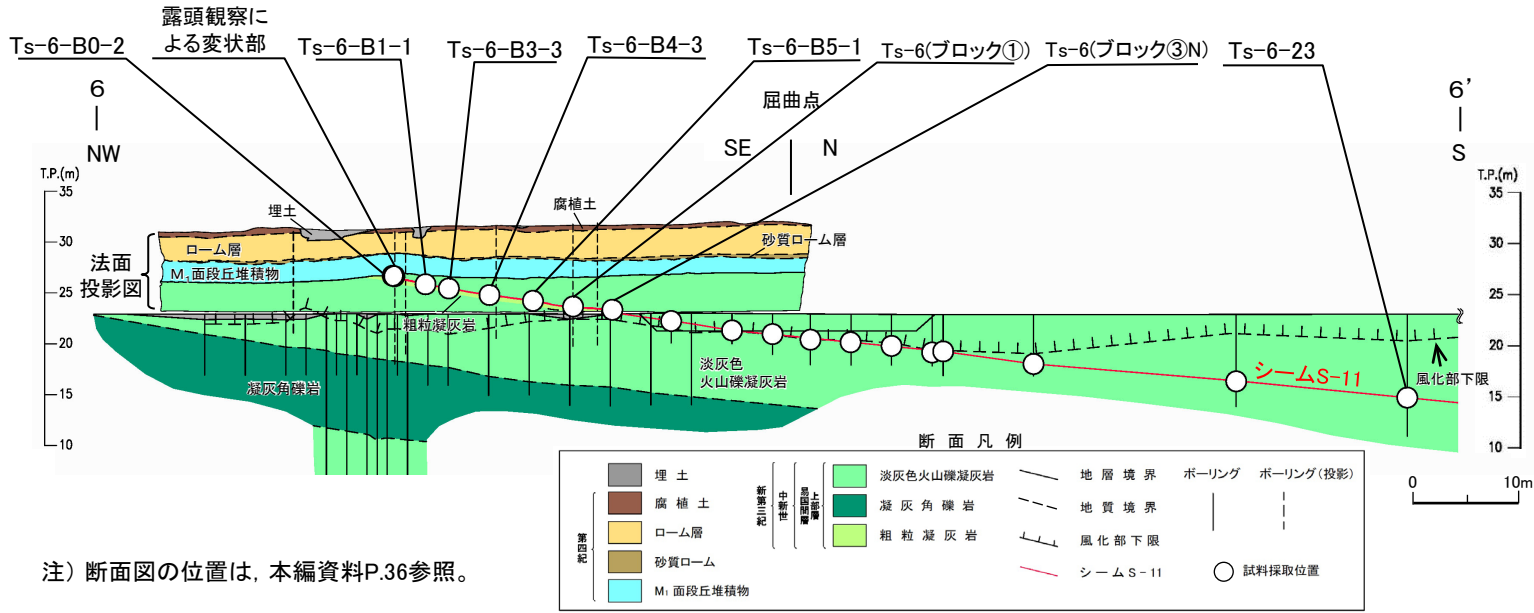 露頭観察に
よる変状部
Ts-6-B0-2
Ts-6-B1-1
Ts-6-B3-3
Ts-6-B4-3
Ts-6-B5-1
Ts-6(ブロック①)
Ts-6(ブロック③N)
Ts-6-23
6
NW
屈曲点
SE
N
6'
S
T.P.(m)
35
30
25
20
15
10
T.P.(m)
35
30
25
20
15
10
法面
投影図
埋土
腐植土
ローム層
砂質ローム層
M₁面段丘堆積物
粗粒凝灰岩
淡灰色
火山礫凝灰岩
凝灰角礫岩
シームS-11
風化部下限
断面凡例
埋土
第四紀
腐植土
ローム層
砂質ローム
M₁面段丘堆積物
新第三紀
中新世
易国間層
上部層
淡灰色火山礫凝灰岩
凝灰角礫岩
粗粒凝灰岩
地層境界
地質境界
風化部下限
シームS-11
ボーリング
ボーリング(投影)
試料採取位置
0
10m
注) 断面図の位置は, 本編資料P.36参照。